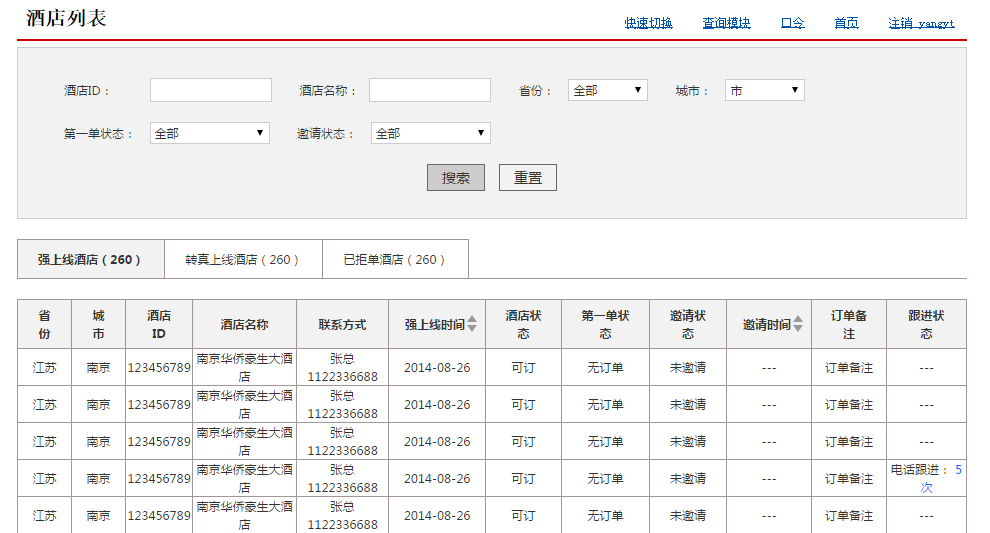 酒店列表
快速切换 查询模块 口令 首页 注销 yangyt
酒店ID： 酒店名称： 省份： 全部 城市： 市
第一单状态： 全部 邀请状态： 全部
搜索 重置
强上线酒店（260） 转真上线酒店（260） 已拒单酒店（260）
省 城 酒店 酒店名称 联系方式 强上线时间 酒店状 第一单状 邀请状 邀请时间 订单备 跟进状
份 市 ID 态 态 态 注 态
江苏 南京 123456789 南京华侨豪生大酒 张总 2014-08-26 可订 无订单 未邀请 --- 订单备注 ---
店 1122336688
江苏 南京 123456789 南京华侨豪生大酒 张总 2014-08-26 可订 无订单 未邀请 --- 订单备注 ---
店 1122336688
江苏 南京 123456789 南京华侨豪生大酒 张总 2014-08-26 可订 无订单 未邀请 --- 订单备注 ---
店 1122336688
江苏 南京 123456789 南京华侨豪生大酒 张总 2014-08-26 可订 无订单 未邀请 --- 订单备注 电话跟进： 5
店 1122336688 次
江苏 南京 123456789 南京华侨豪生大酒 张总 2014-08-26 可订 无订单 未邀请 --- 订单备注 ---
店 1122336688